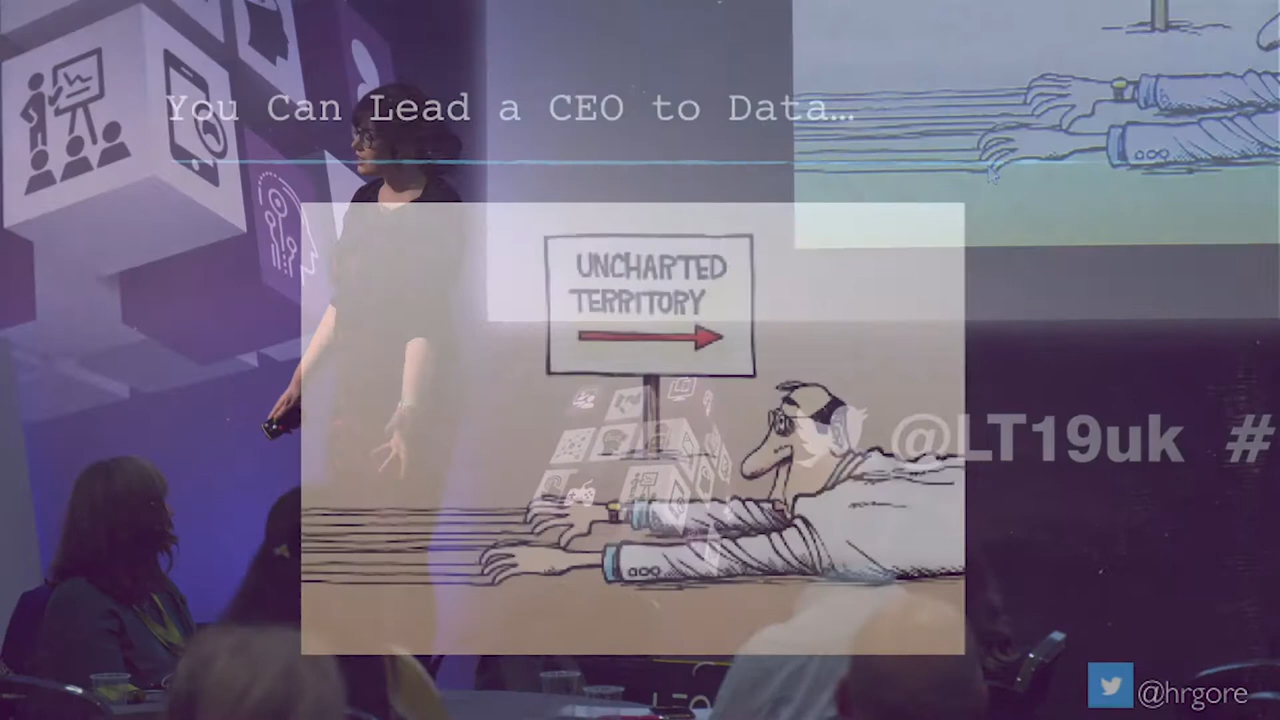 You Can Lead a CEO to Data…
UNCHARTED
TERRITORY
@LT19uk #
@hrgore